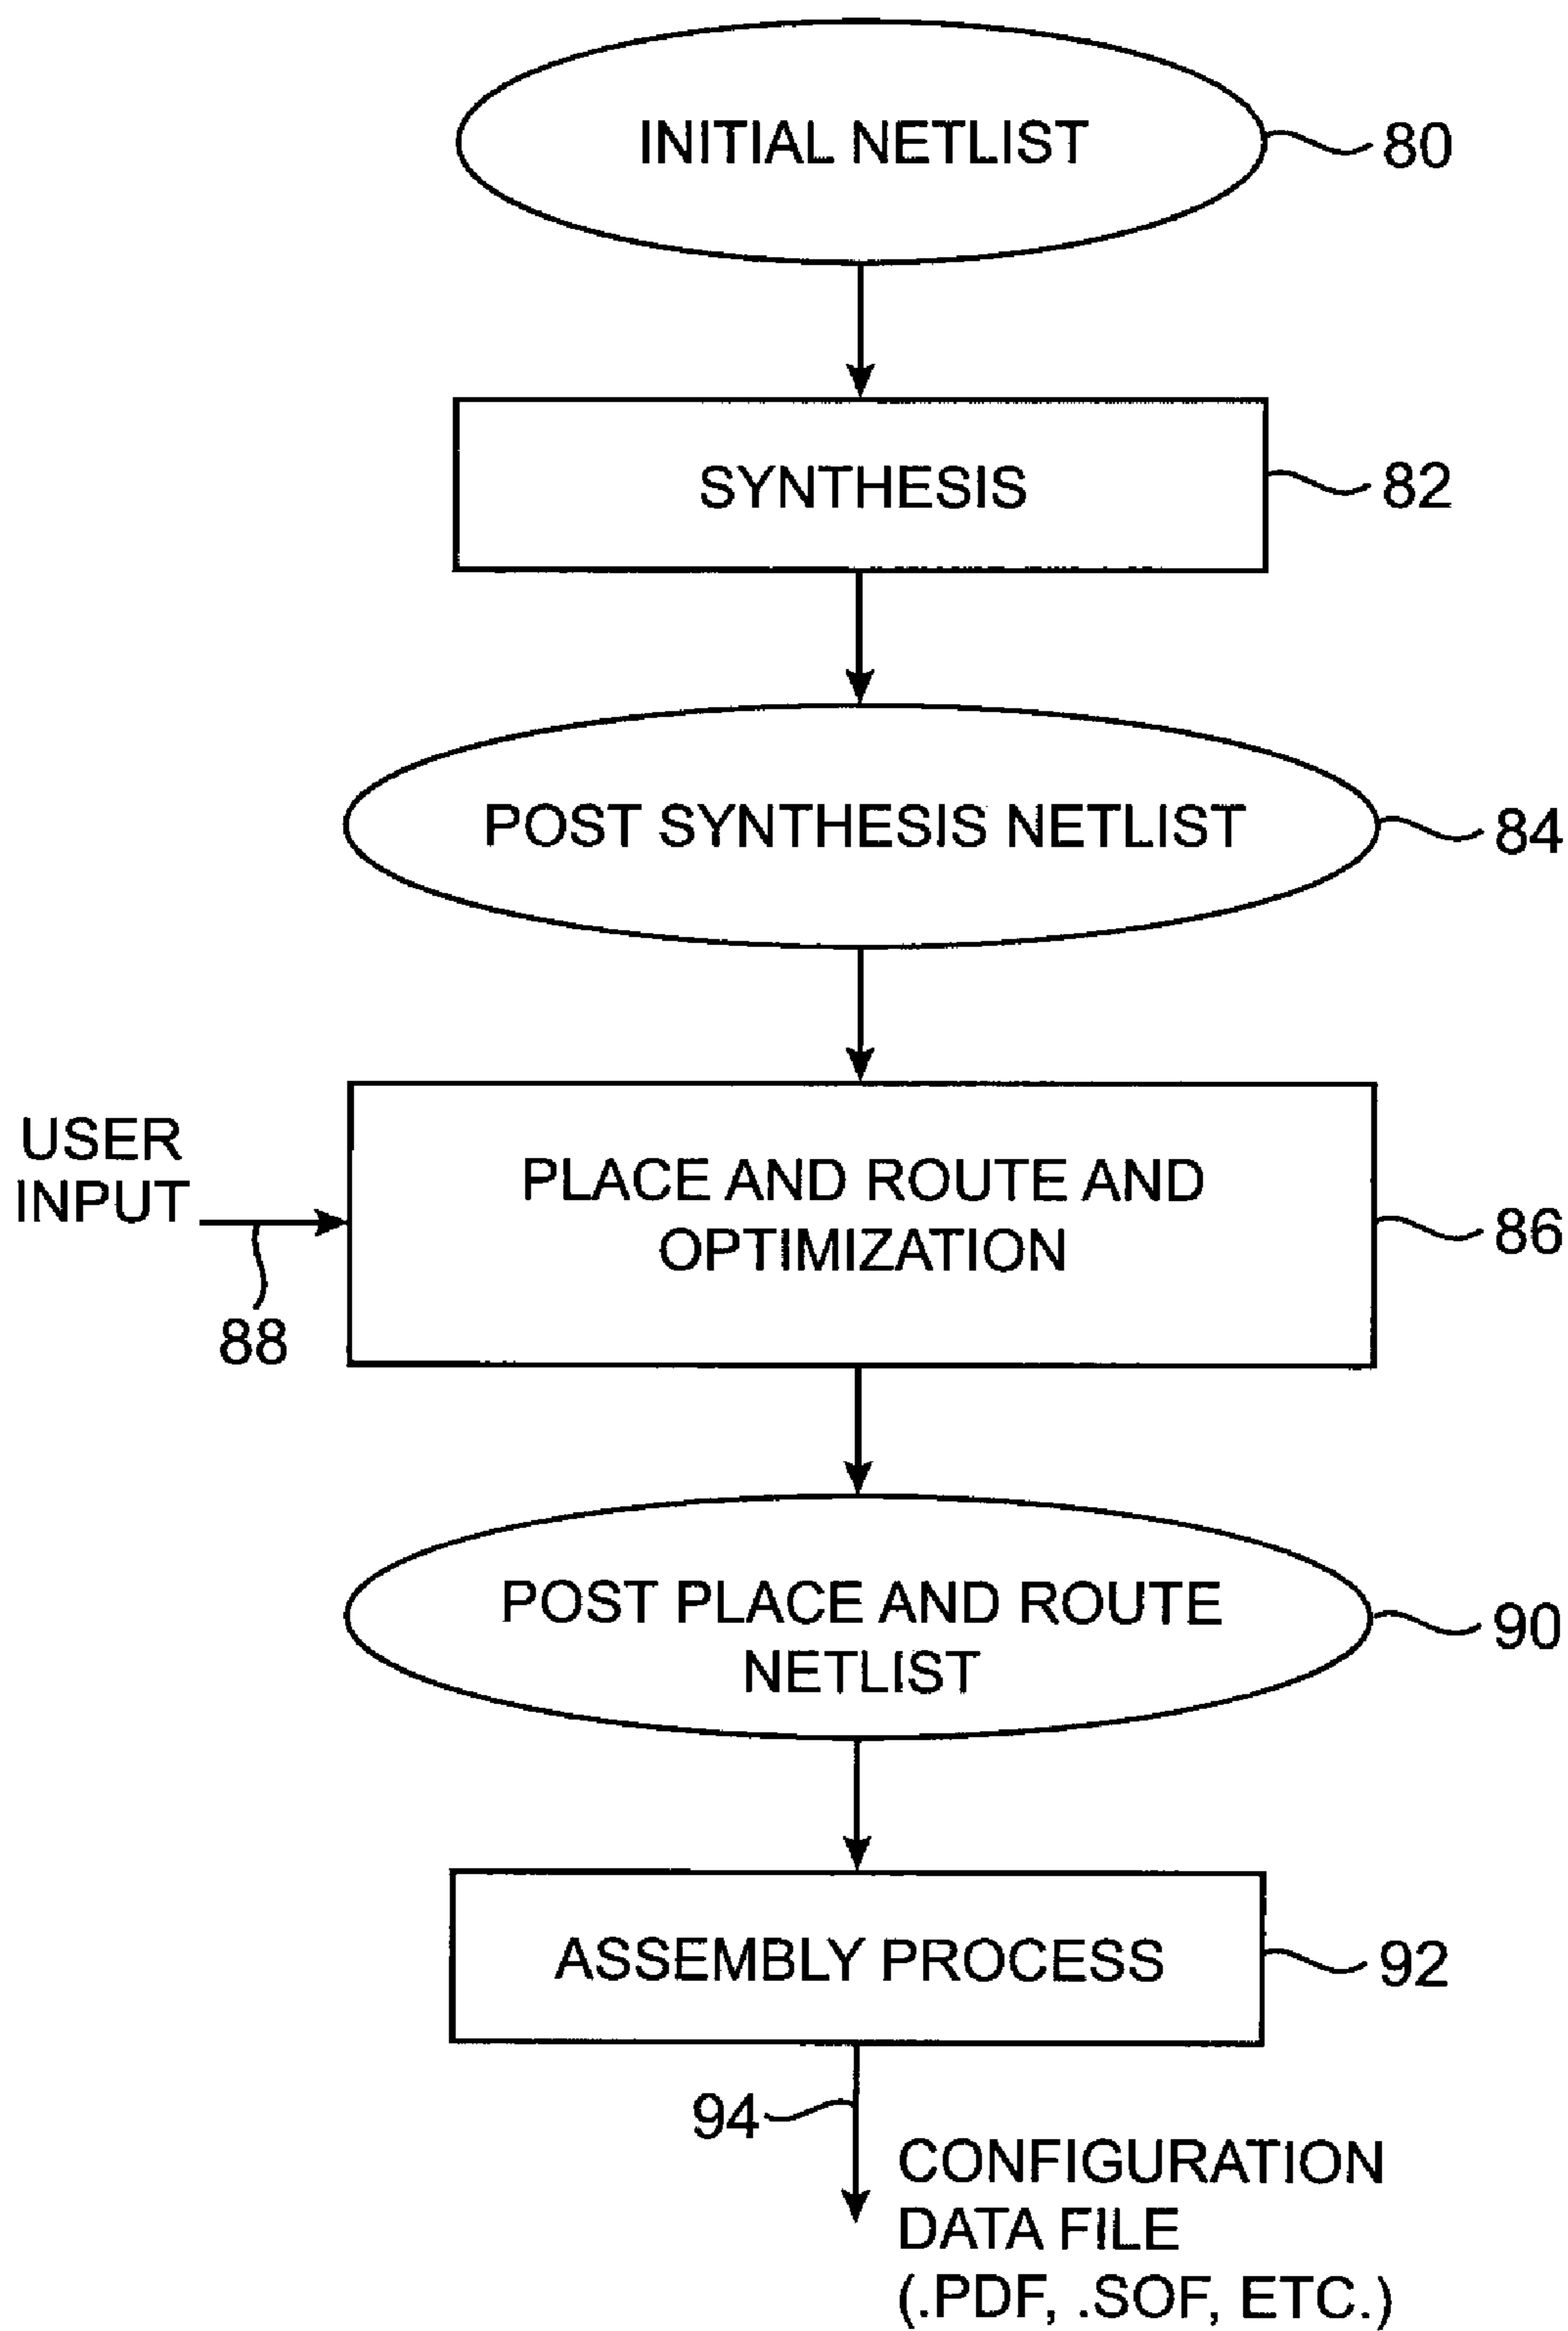 INITIAL NETLIST
80
SYNTHESIS
82
POST SYNTHESIS NETLIST
84
USER
INPUT
88
PLACE AND ROUTE AND
OPTIMIZATION
86
POST PLACE AND ROUTE
NETLIST
90
ASSEMBLY PROCESS
92
94
CONFIGURATION
DATA FILE
(.PDF, .SOF, ETC.)